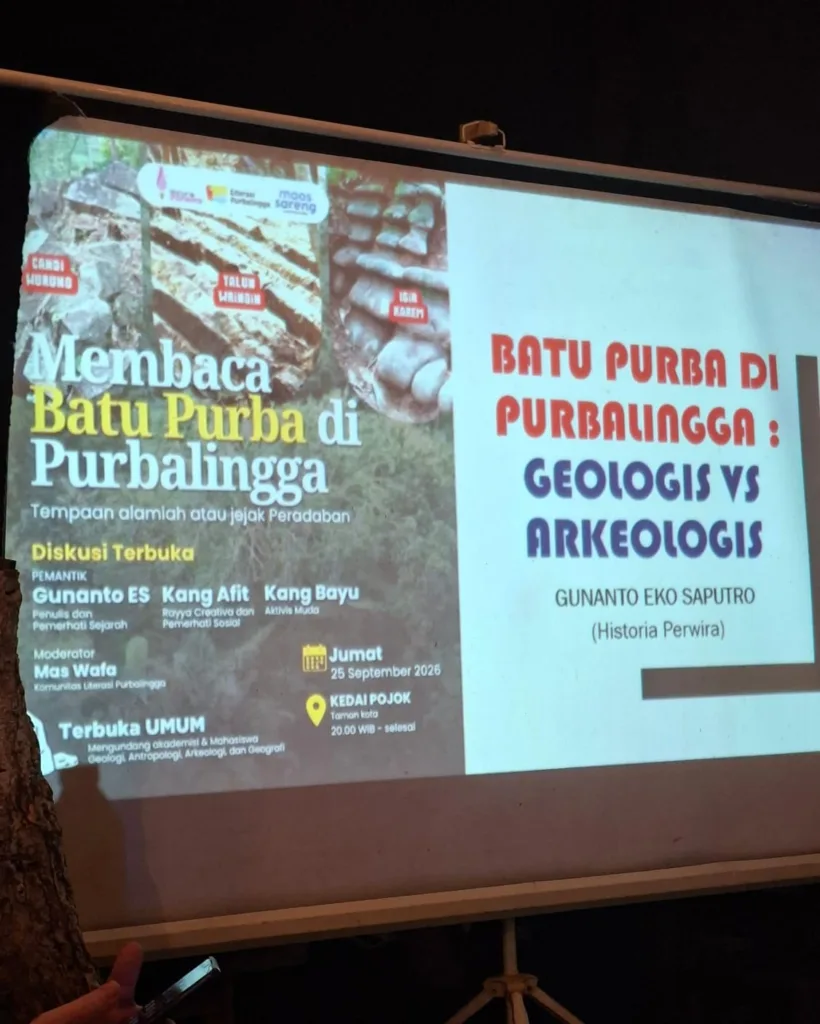 Literasi
Purbalingga
maos
sareng
CANDI
WURUNG
TALUN
WRINGIN
IGIR
KAREM
Membaca
Batu Purba di
Purbalingga
Tempaan alamiah atau jejak Peradaban
Diskusi Terbuka
PEMANTIK
Gunanto ES
Penulis dan
Pemerhati Sejarah
Kang Afit
Rayya Creativa dan
Pemerhati Sosial
Kang Bayu
Aktivis Muda
Moderator
Mas Wafa
Komunitas Literasi Purbalingga
Jumat
25 September 2026
KEDAI POJOK
Taman kota
20.00 WIB - selesai
Terbuka UMUM
Mengundang akademisi & Mahasiswa
Geologi, Antropologi, Arkeologi, dan Geografi
BATU PURBA DI
PURBALINGGA :
GEOLOGIS VS
ARKEOLOGIS
GUNANTO EKO SAPUTRO
(Historia Perwira)